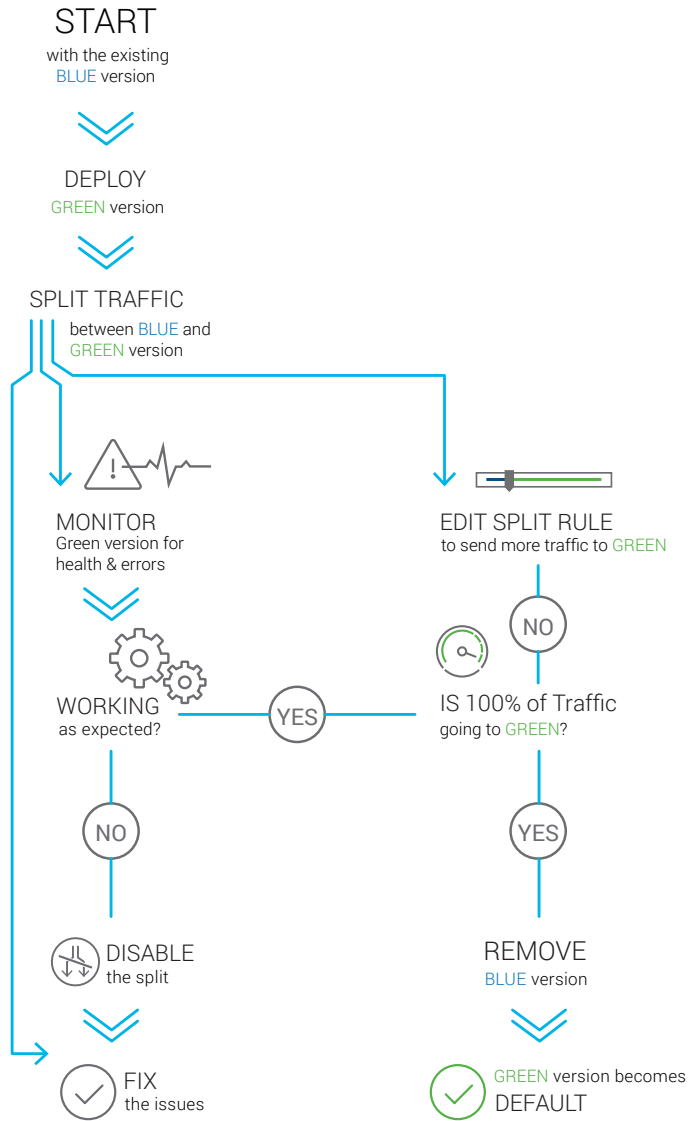 START
with the existing
BLUE version
DEPLOY
GREEN version
SPLIT TRAFFIC
between BLUE and
GREEN version
MONITOR
Green version for
health & errors
EDIT SPLIT RULE
to send more traffic to GREEN
NO
WORKING
as expected?
YES
IS 100% of Traffic
going to GREEN?
NO
YES
DISABLE
the split
REMOVE
BLUE version
FIX
the issues
GREEN version becomes
DEFAULT